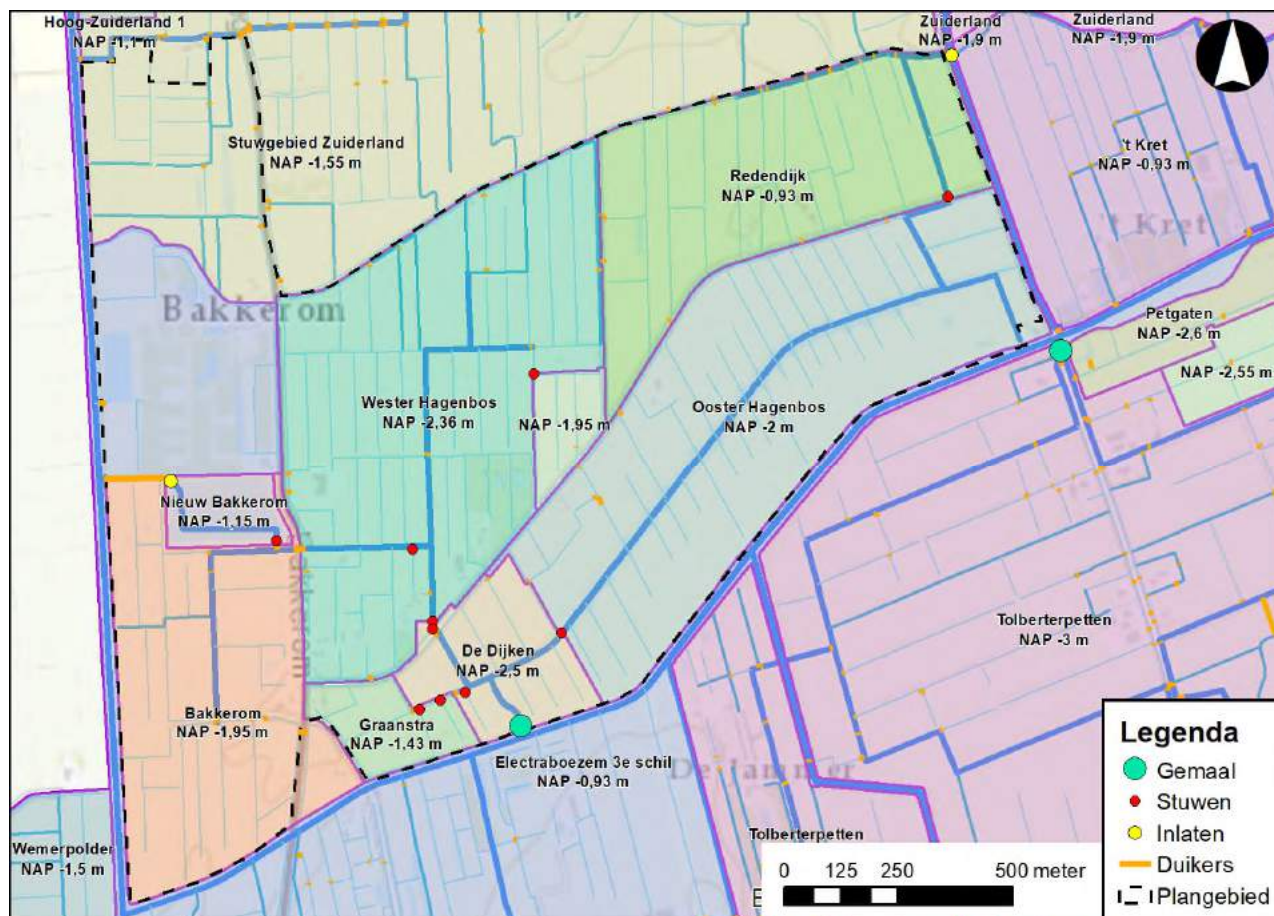 Hoog-Zuiderland 1
NAP -1,1 m
Zuiderland
NAP -1,9 m
Zuiderland
NAP -1,9 m
Stuwgebied Zuiderland
NAP -1,55 m
't Kret
NAP -0,93 m
Redendijk
NAP -0,93 m
't Kret
Bakkerom
Petgaten
NAP -2,6 m
NAP -2,55 m
Wester Hagenbos
NAP -2,36 m
NAP -1,95 m
Ooster Hagenbos
NAP -2 m
Nieuw Bakkerom
NAP -1,15 m
Tolberterpetten
NAP -3 m
De Dijken
NAP -2,5 m
Bakkerom
NAP -1,95 m
Graanstra
NAP -1,43 m
Electraboezem 3e schil
NAP -0,93 m
Wemerpolder
NAP -1,5 m
Tolberterpetten
0 125 250 500 meter
Legenda
Gemaal
Stuwen
Inlaten
Duikers
Plangebied